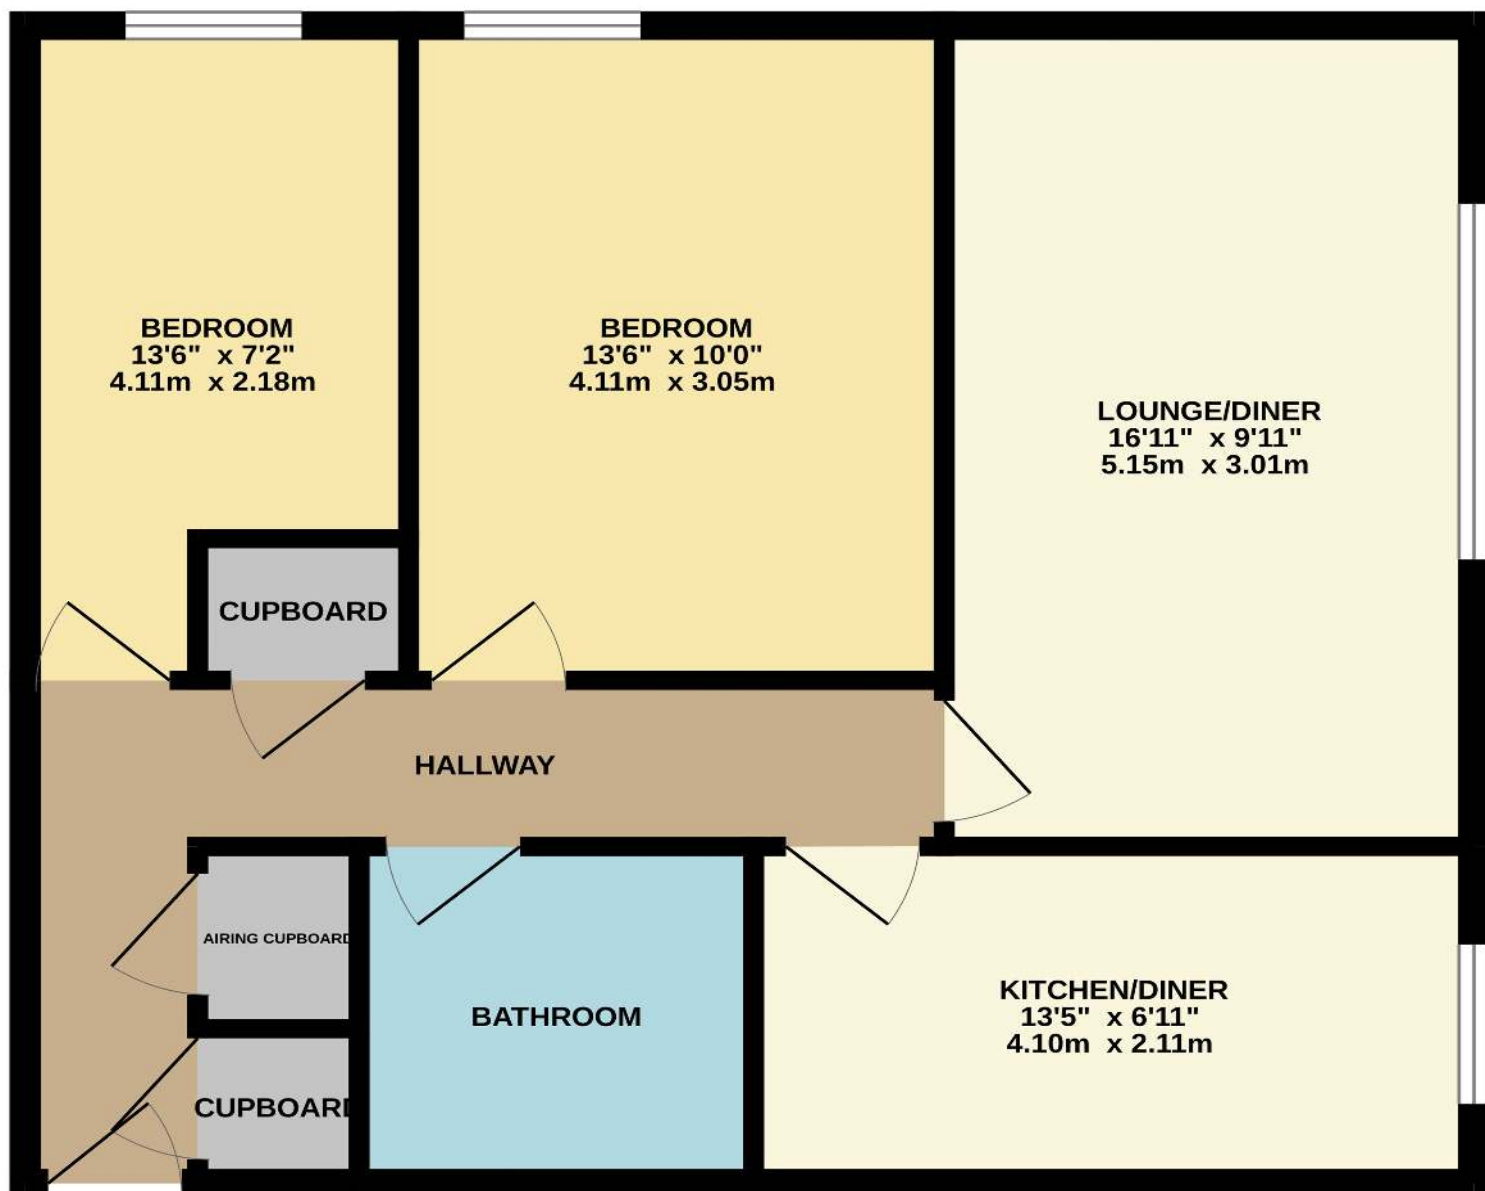 BEDROOM
13'6" x 7'2"
4.11m x 2.18m
BEDROOM
13'6" x 10'0"
4.11m x 3.05m
LOUNGE/DINER
16'11" x 9'11"
5.15m x 3.01m
CUPBOARD
HALLWAY
AIRING CUPBOARD
BATHROOM
KITCHEN/DINER
13'5" x 6'11"
4.10m x 2.11m
CUPBOARD